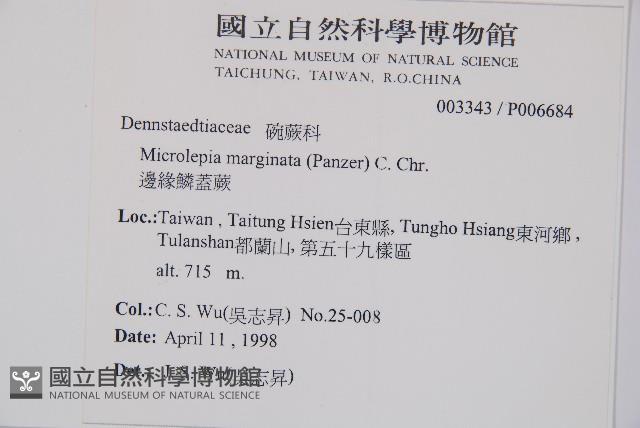 國立自然科學博物館
NATIONAL MUSEUM OF NATURAL SCIENCE
TAICHUNG, TAIWAN, R.O.CHINA
003343 / P006684
Dennstaedtiaceae 碗蕨科
Microlepia marginata (Panzer) C. Chr.
邊緣鱗蓋蕨
Loc.:Taiwan , Taitung Hsien台東縣, Tungho Hsiang東河鄉 ,
Tulanshan都蘭山, 第五十九樣區
alt. 715 m.
Col.: C. S. Wu(吳志昇) No.25-008
Date: April 11 , 1998
Det. 志昇)
國立自然科學博物館
NATIONAL MUSEUM OF NATURAL SCIENCE